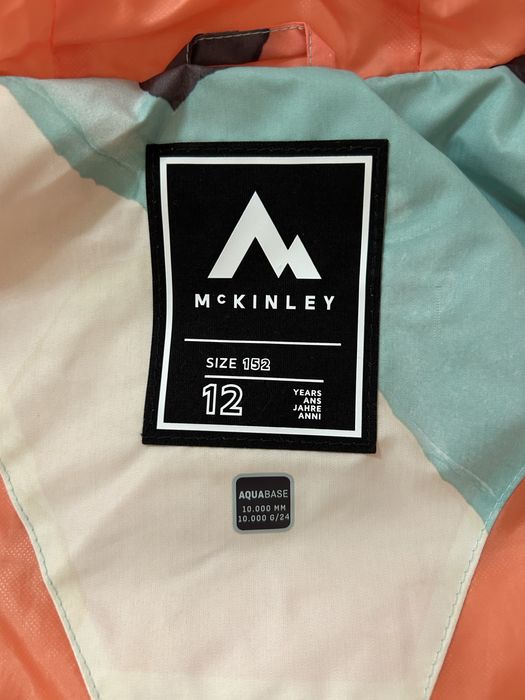 McKINLEY
SIZE 152
12
YEARS
ANS
JAHRE
ANNI
AQUABASE
10.000 MM
10.000 G/24